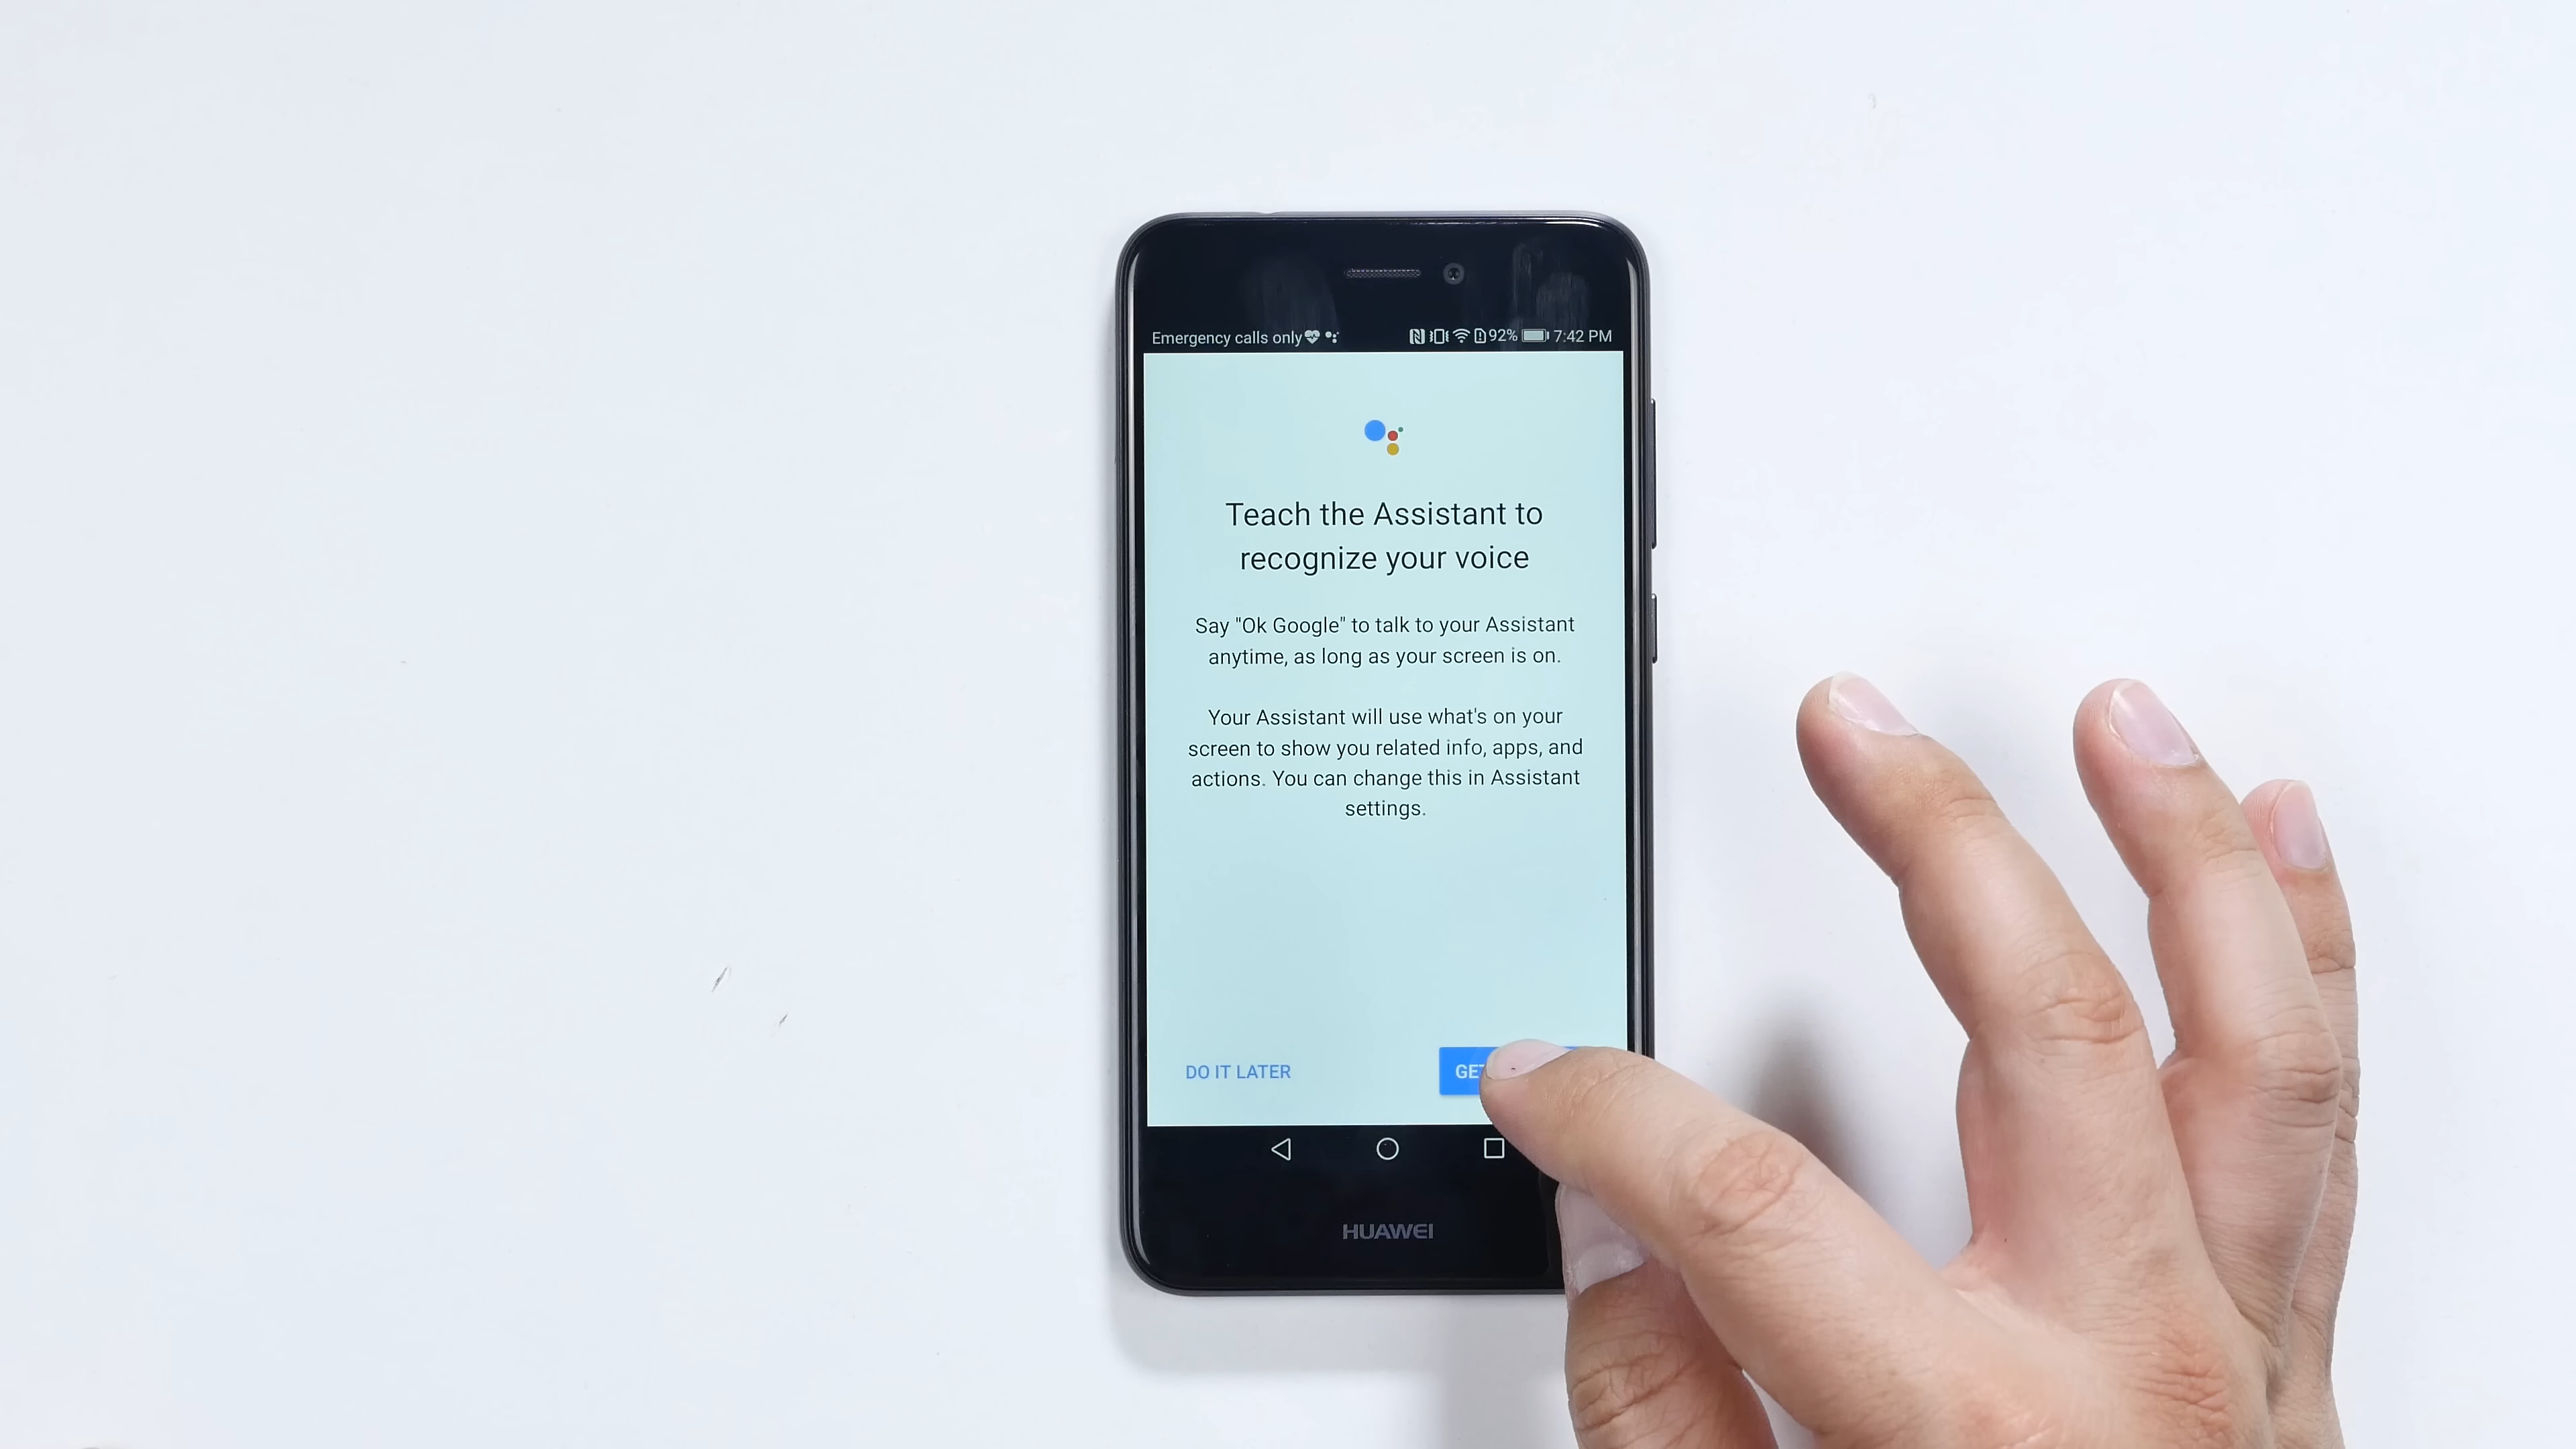 Emergency calls only 92% 7:42 PM
Teach the Assistant to
recognize your voice
Say "Ok Google" to talk to your Assistant
anytime, as long as your screen is on.
Your Assistant will use what's on your
screen to show you related info, apps, and
actions. You can change this in Assistant
settings.
DO IT LATER
HUAWEI